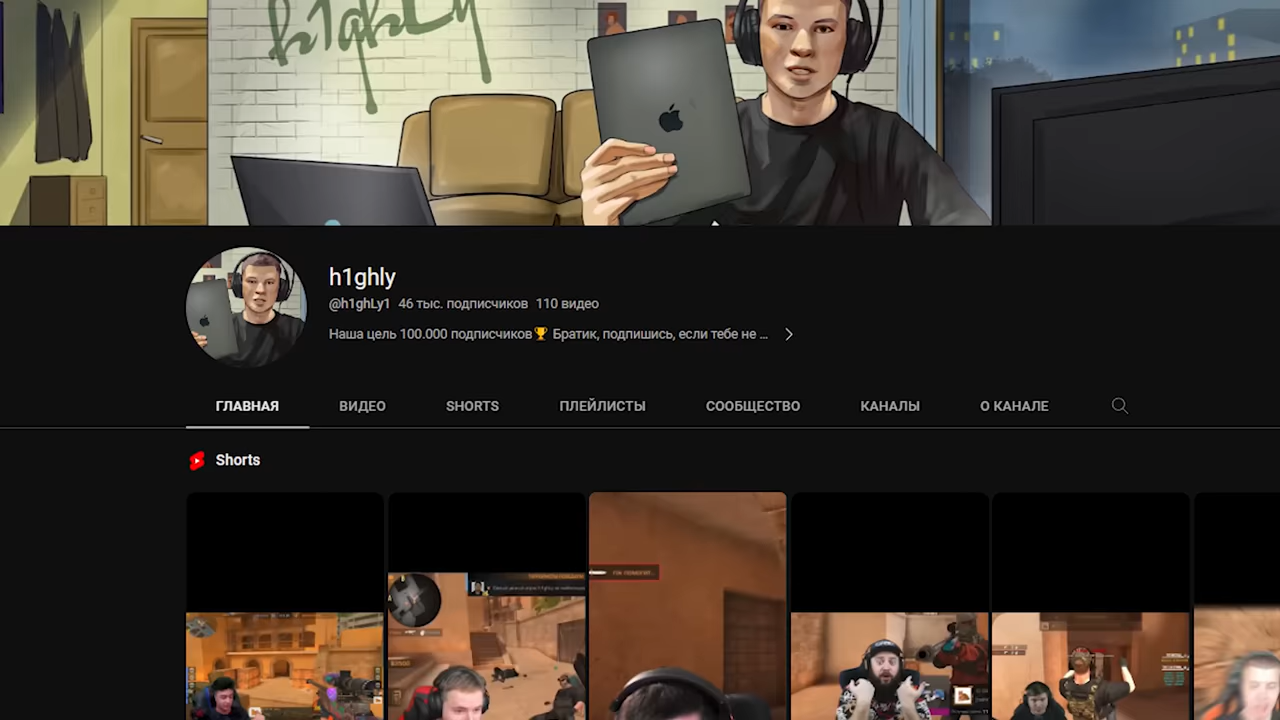 h1ghLy
h1ghly
@h1ghLy1 46 тыс. подписчиков 110 видео
Наша цель 100.000 подписчиков🏆 Братик, подпишись, если тебе не ...
ГЛАВНАЯ ВИДЕО SHORTS ПЛЕЙЛИСТЫ СООБЩЕСТВО КАНАЛЫ О КАНАЛЕ
Shorts